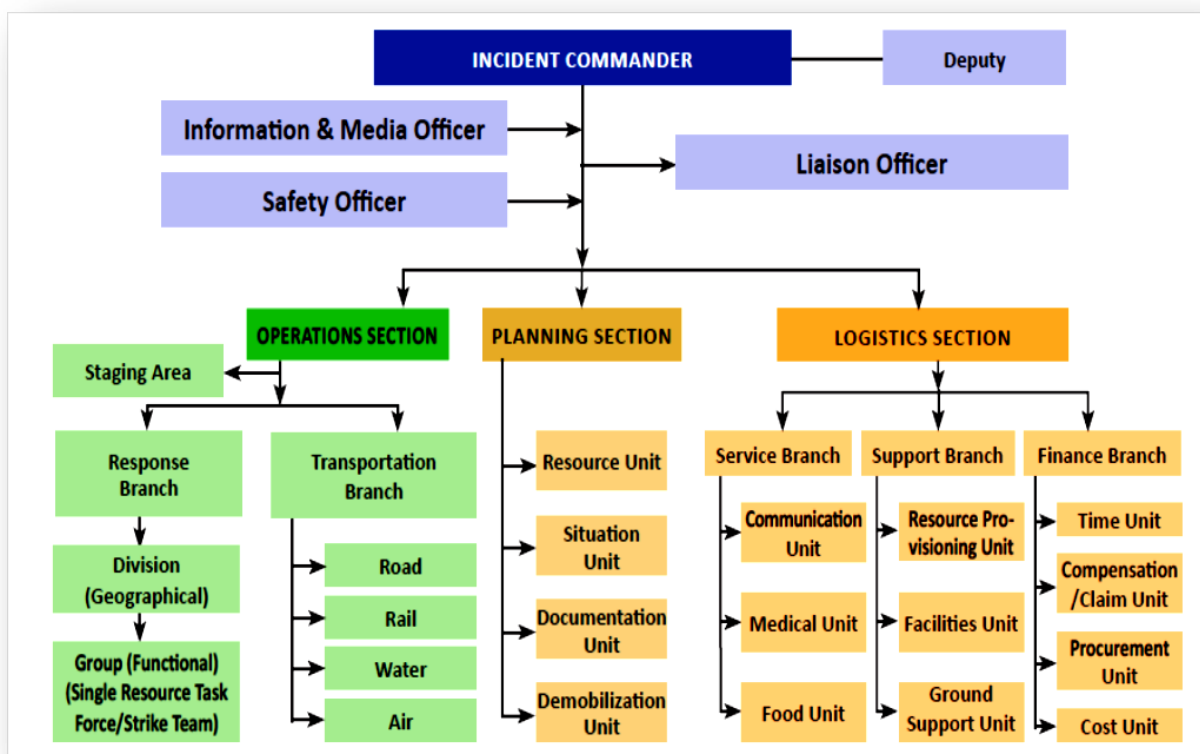 INCIDENT COMMANDER
Deputy
Information & Media Officer
Liaison Officer
Safety Officer
OPERATIONS SECTION
PLANNING SECTION
LOGISTICS SECTION
Staging Area
Response
Branch
Transportation
Branch
Division
(Geographical)
Group (Functional)
(Single Resource Task
Force/Strike Team)
Road
Rail
Water
Air
Resource Unit
Situation
Unit
Documentation
Unit
Demobilization
Unit
Service Branch
Communication
Unit
Medical Unit
Food Unit
Support Branch
Resource Pro-
visioning Unit
Facilities Unit
Ground
Support Unit
Finance Branch
Time Unit
Compensation
/Claim Unit
Procurement
Unit
Cost Unit